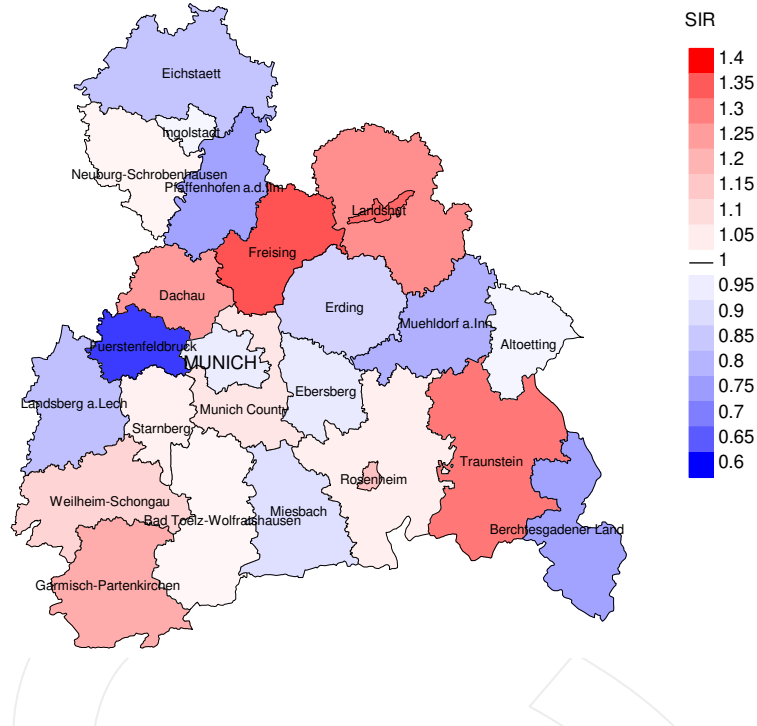 SIR
1.4
1.35
1.3
1.25
1.2
1.15
1.1
1.05
1
0.95
0.9
0.85
0.8
0.75
0.7
0.65
0.6
Eichstaett
Ingolstadt
Neuburg-Schrobenhausen
Pfaffenhofen a.d.Ilm
Landshut
Freising
Dachau
Erding
Muehldorf a.Inn
Altoetting
Fuerstenfeldbruck
MUNICH
Ebersberg
Landsberg a.Lech
Munich County
Starnberg
Traunstein
Rosenheim
Weilheim-Schongau
Miesbach
Bad Toelz-Wolfratshausen
Berchtesgadener Land
Garmisch-Partenkirchen